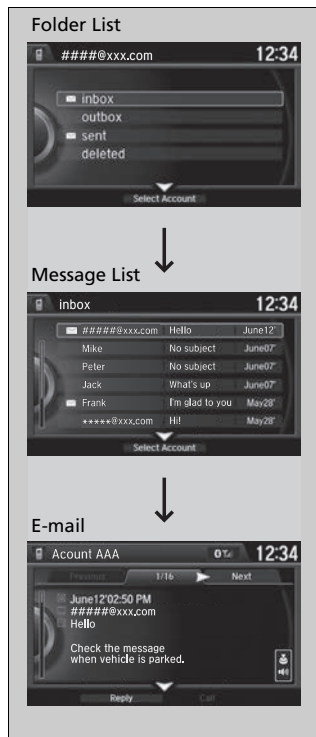 Folder List
####@xxx.com 12:34
inbox
outbox
sent
deleted
Select Account
Message List
inbox 12:34
#####@xxx.com Hello June12'
Mike No subject June07'
Peter No subject June07'
Jack What's up June07'
Frank I'm glad to you May28'
*****@xxx.com Hi! May28'
Select Account
E-mail
Acount AAA 12:34
Previous 1/16 Next
June12'02:50 PM
#####@xxx.com
Hello
Check the message
when vehicle is parked.
Reply Call